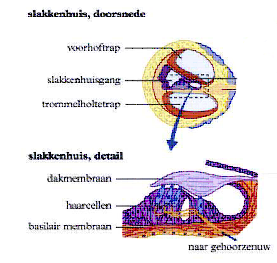 slakkenhuis, doorsnede
voorhoftrap
slakkenhuisgang
trommelholtetrap
slakkenhuis, detail
dakmembraan
haarcellen
basilair membraan
naar gehoorzenuw